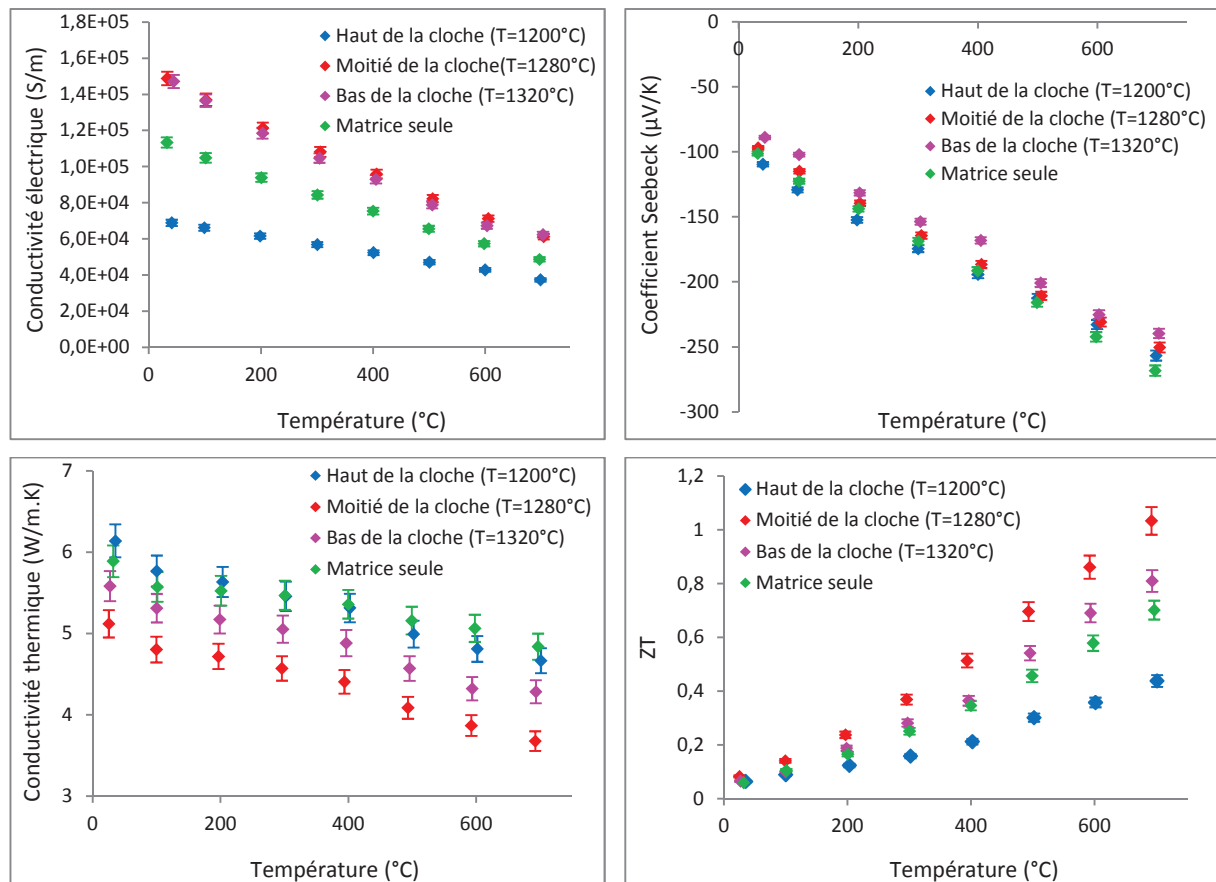 Conductivité électrique (S/m)
1,8E+05
1,6E+05
1,4E+05
1,2E+05
1,0E+05
8,0E+04
6,0E+04
4,0E+04
2,0E+04
0,0E+00
0
200
400
600
Température (°C)
Haut de la cloche (T=1200°C)
Moitié de la cloche(T=1280°C)
Bas de la cloche (T=1320°C)
Matrice seule
Coefficient Seebeck (µV/K)
0
-50
-100
-150
-200
-250
-300
0
200
400
600
Température (°C)
Haut de la cloche (T=1200°C)
Moitié de la cloche (T=1280°C)
Bas de la cloche (T=1320°C)
Matrice seule
Conductivité thermique (W/m.K)
7
6
5
4
3
0
200
400
600
Température (°C)
Haut de la cloche (T=1200°C)
Moitié de la cloche (T=1280°C)
Bas de la cloche (T=1320°C)
Matrice seule
ZT
1,2
1
0,8
0,6
0,4
0,2
0
0
200
400
600
Température (°C)
Haut de la cloche (T=1200°C)
Moitié de la cloche (T=1280°C)
Bas de la cloche (T=1320°C)
Matrice seule